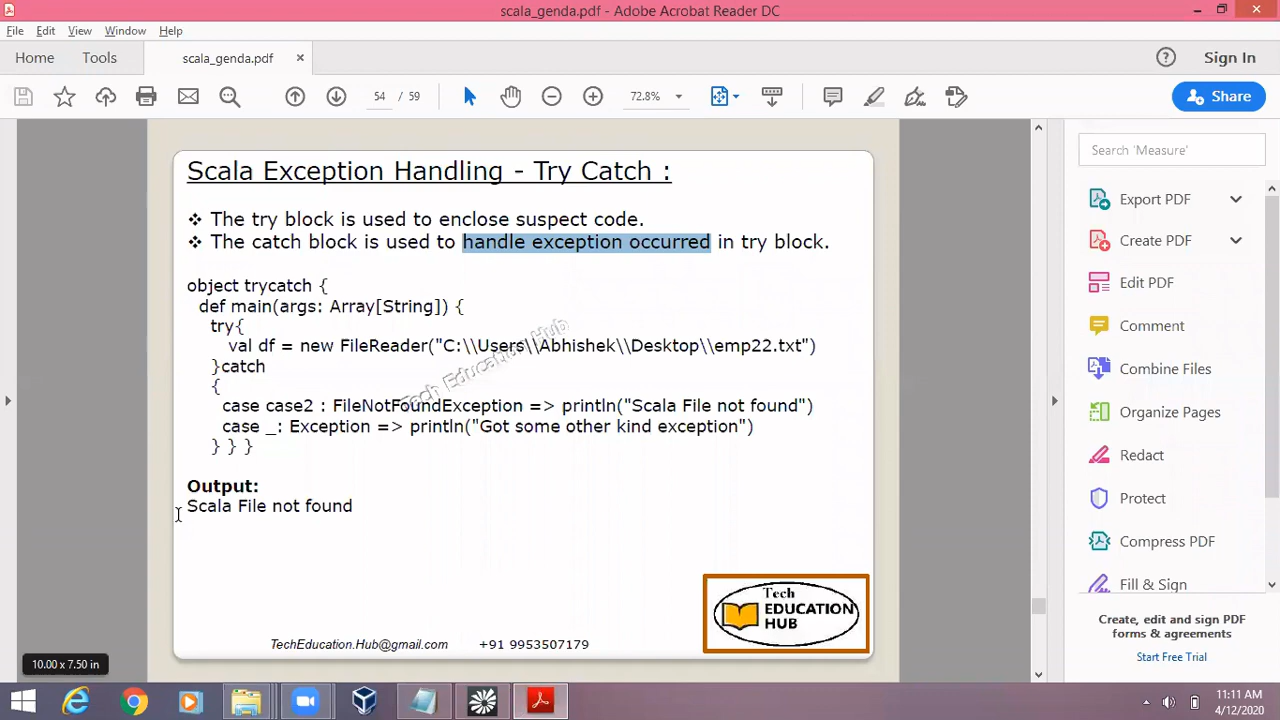 scala_genda.pdf - Adobe Acrobat Reader DC
File Edit View Window Help
Home Tools scala_genda.pdf × Sign In
54 / 59 72.8% Share
Scala Exception Handling - Try Catch :
❖ The try block is used to enclose suspect code.
❖ The catch block is used to handle exception occurred in try block.
object trycatch {
def main(args: Array[String]) {
try{
val df = new FileReader("C:\\Users\\Abhishek\\Desktop\\emp22.txt")
}catch
{
case case2 : FileNotFoundException => println("Scala File not found")
case _: Exception => println("Got some other kind exception")
} } }
Tech Education Hub
Output:
Scala File not found
Tech
EDUCATION
HUB
TechEducation.Hub@gmail.com +91 9953507179
10.00 x 7.50 in
Search 'Measure'
Export PDF
Create PDF
Edit PDF
Comment
Combine Files
Organize Pages
Redact
Protect
Compress PDF
Fill & Sign
Create, edit and sign PDF
forms & agreements
Start Free Trial
11:11 AM
4/12/2020